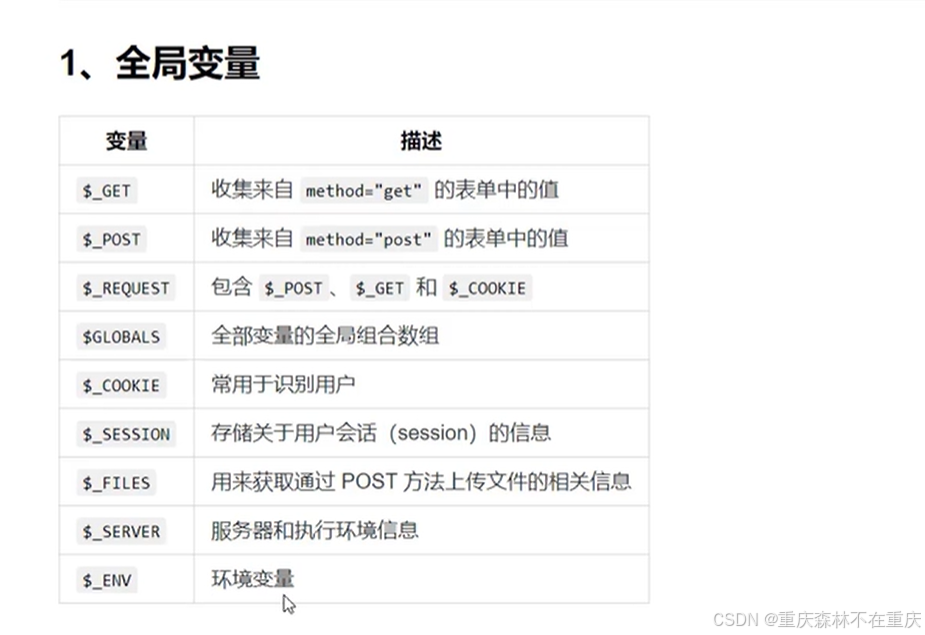 1、全局变量
变量 描述
$_GET 收集来自 method="get" 的表单中的值
$_POST 收集来自 method="post" 的表单中的值
$_REQUEST 包含 $_POST 、 $_GET 和 $_COOKIE
$GLOBALS 全部变量的全局组合数组
$_COOKIE 常用于识别用户
$_SESSION 存储关于用户会话（session）的信息
$_FILES 用来获取通过 POST 方法上传文件的相关信息
$_SERVER 服务器和执行环境信息
$_ENV 环境变量
CSDN @重庆森林不在重庆